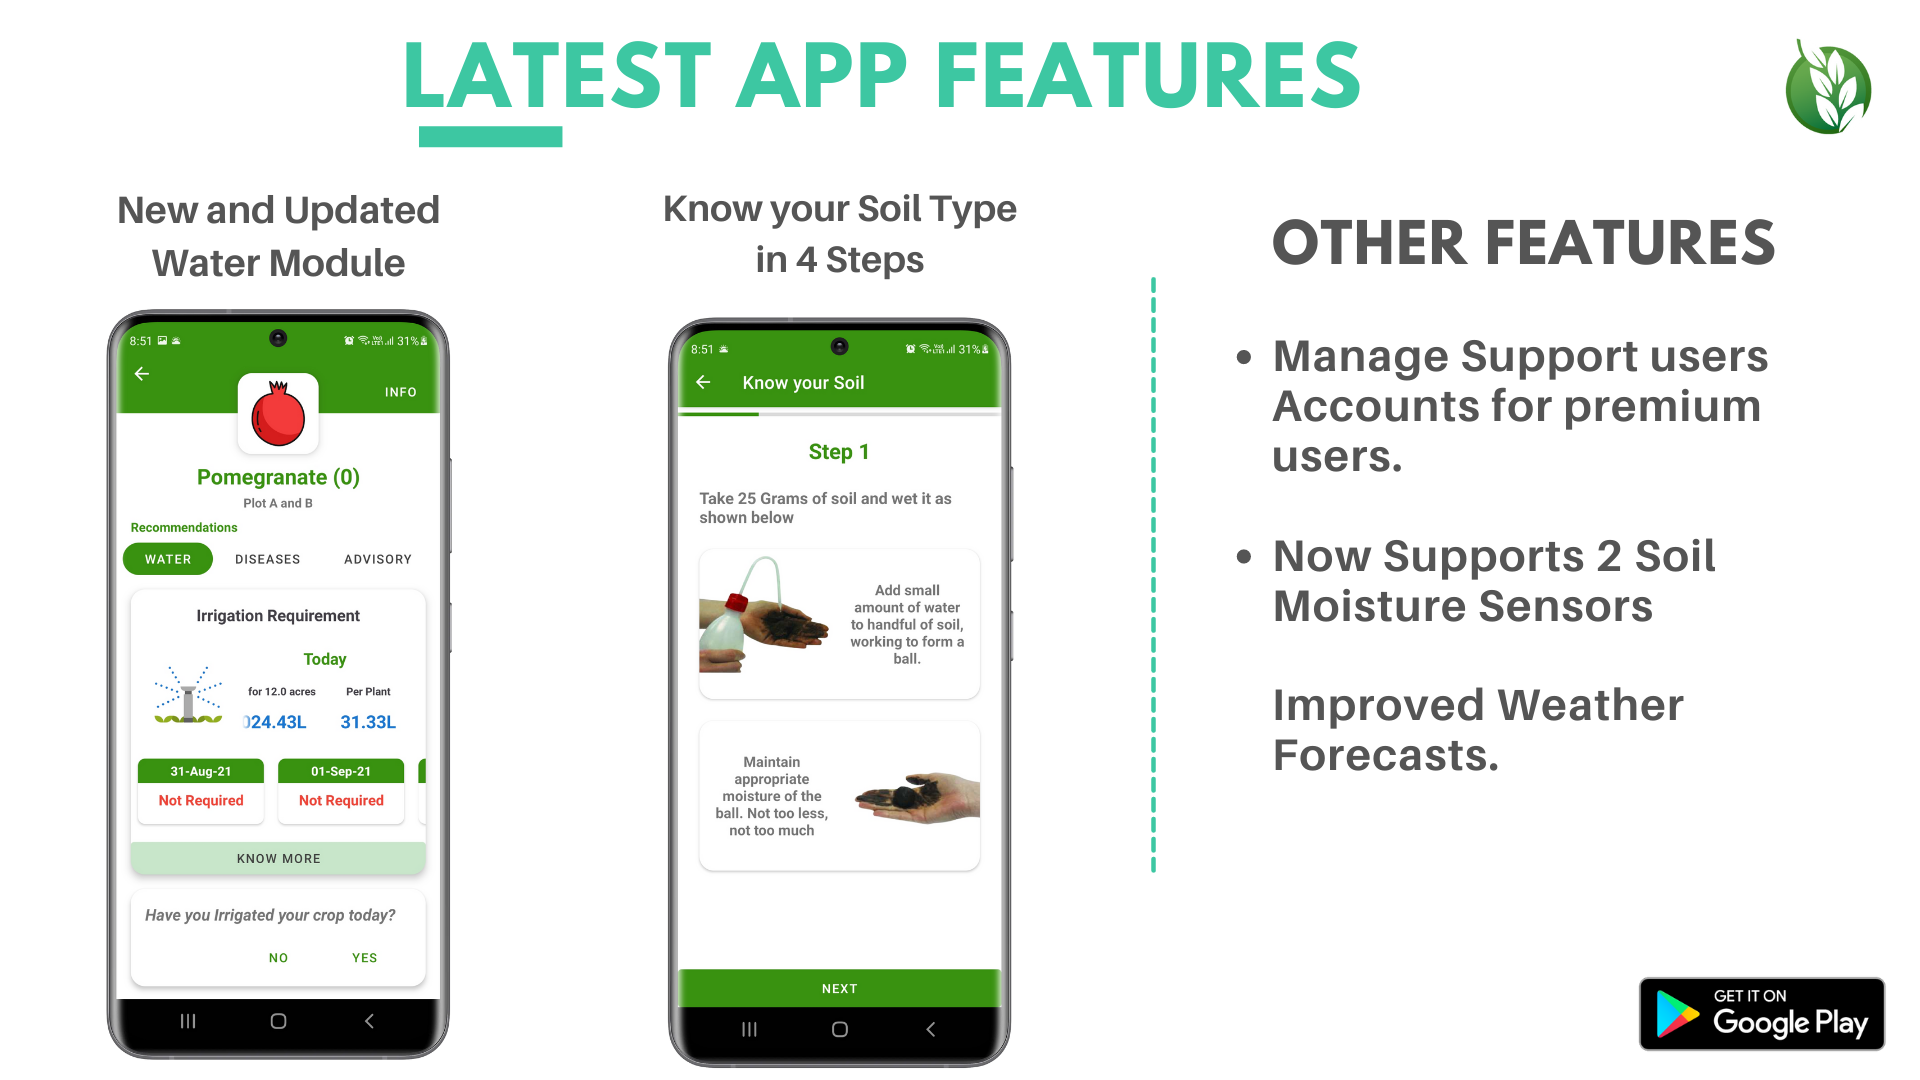 LATEST APP FEATURES
New and Updated
Water Module
8:51
31%
INFO
Pomegranate (0)
Plot A and B
Recommendations
WATER DISEASES ADVISORY
Irrigation Requirement
Today
for 12.0 acres Per Plant
024.43L 31.33L
31-Aug-21 01-Sep-21
Not Required Not Required
KNOW MORE
Have you Irrigated your crop today?
NO YES
Know your Soil Type
in 4 Steps
8:51
31%
Know your Soil
Step 1
Take 25 Grams of soil and wet it as
shown below
Add small
amount of water
to handful of soil,
working to form a
ball.
Maintain
appropriate
moisture of the
ball. Not too less,
not too much
NEXT
OTHER FEATURES
• Manage Support users
Accounts for premium
users.
• Now Supports 2 Soil
Moisture Sensors
Improved Weather
Forecasts.
GET IT ON
Google Play